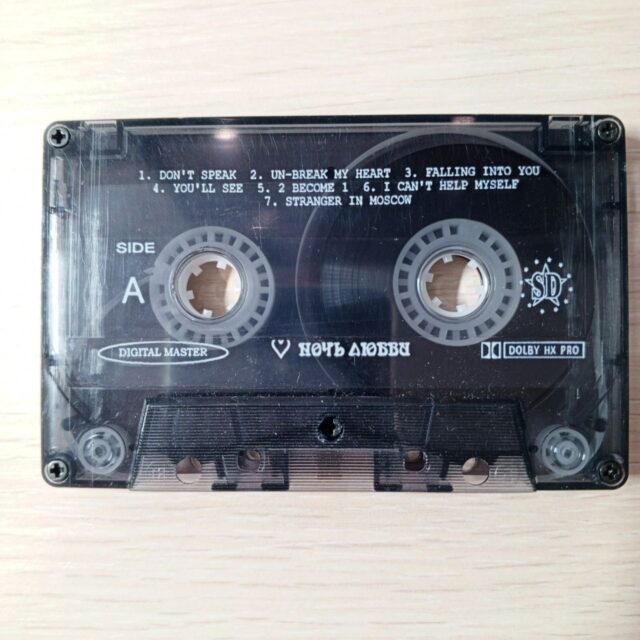 1. DON'T SPEAK 2. UN-BREAK MY HEART 3. FALLING INTO YOU
4. YOU'LL SEE 5. 2 BECOME 1 6. I CAN'T HELP MYSELF
7. STRANGER IN MOSCOW
SIDE
A
SD
DIGITAL MASTER
НОЧЬ ЛЮБВИ
DOLBY HX PRO